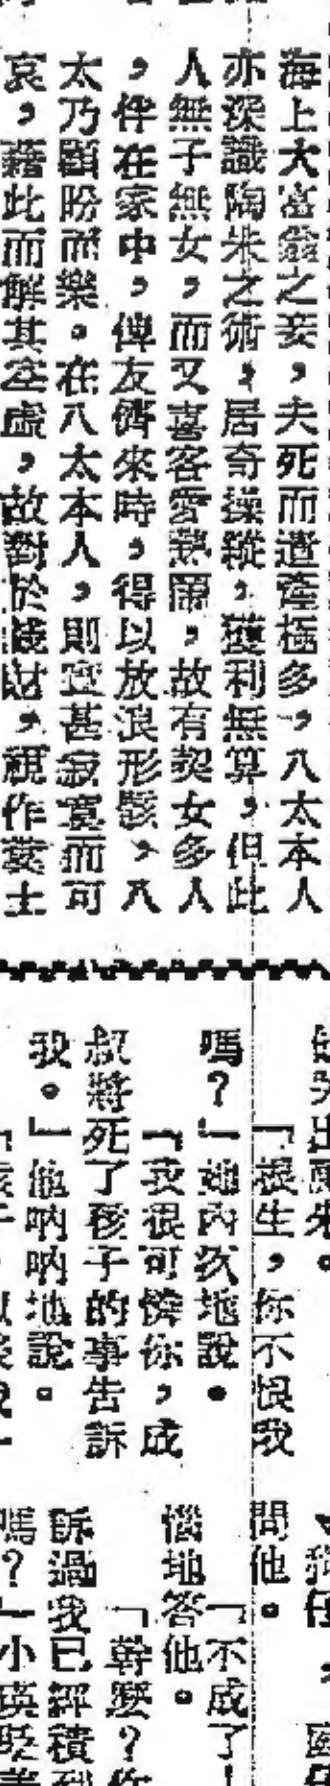 海上大富翁之妾，夫死而遺產極多，八太本人
亦深識陶朱之術，居奇操縱，獲利無算，但此
人無子無女，而又喜客愛熱鬧，故有契女多人
，伴在家中，俾友儕來時，得以放浪形骸，八
太乃顧盼而樂。在八太本人，則實甚寂寞而可
哀，藉此而解其空虛，故對於錢財，視作糞土
「根生，你不恨我
嗎？」她內疚地說。
「我很可憐你，成
叔將死了孩子的事告訴
我。」他吶吶地說。
問他。
「不成了！
惱地答他。
「幹麼？你
訴過我已經積到
嗎？」小瑛眨着